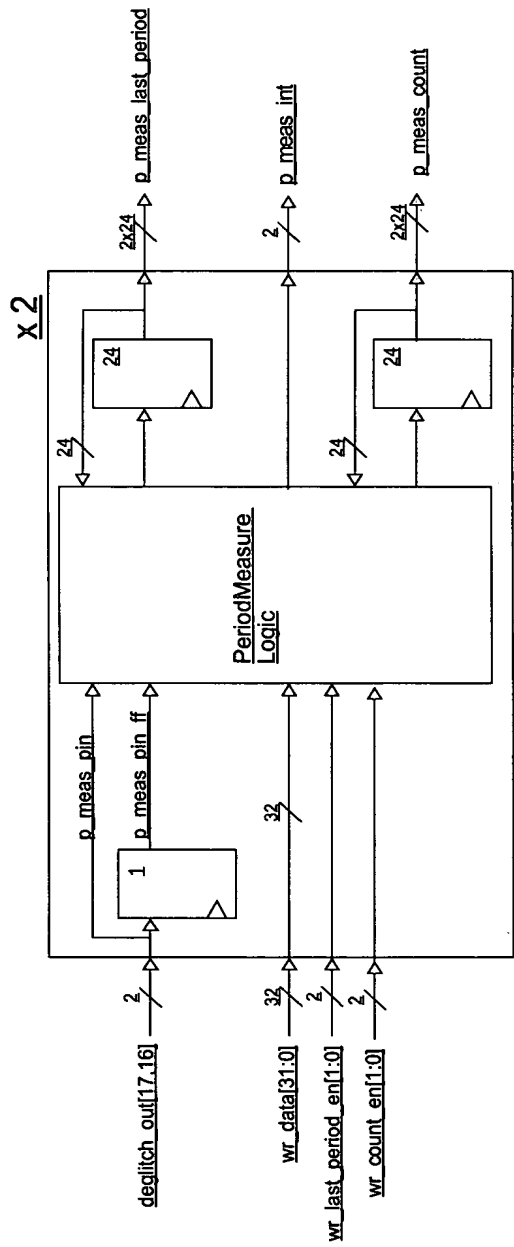 x 2
deglitch_out[17,16]
2
p_meas_pin
1
p_meas_pin_ff
wr_data[31:0]
32
32
wr_last_period_en[1:0]
2
wr_count_en[1:0]
2
PeriodMeasure
Logic
24
24
2x24
p_meas_last_period
2
p_meas_int
24
24
2x24
p_meas_count